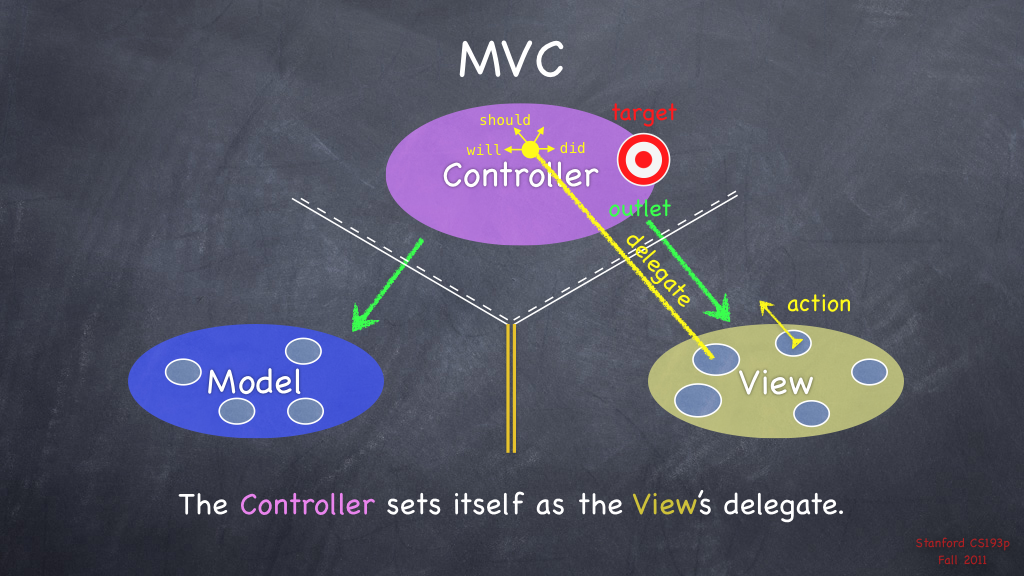 MVC
target
should
will
did
Controller
outlet
delegate
action
Model
View
The Controller sets itself as the View's delegate.
Stanford CS193p
Fall 2011